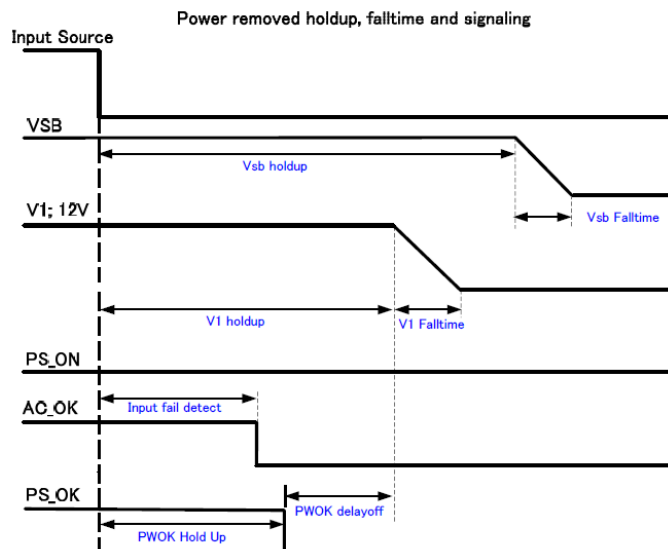 Power removed holdup, falltime and signaling
Input Source
VSB
Vsb holdup
Vsb Falltime
V1; 12V
V1 holdup
V1 Falltime
PS_ON
Input fail detect
AC_OK
PS_OK
PWOK delayoff
PWOK Hold Up